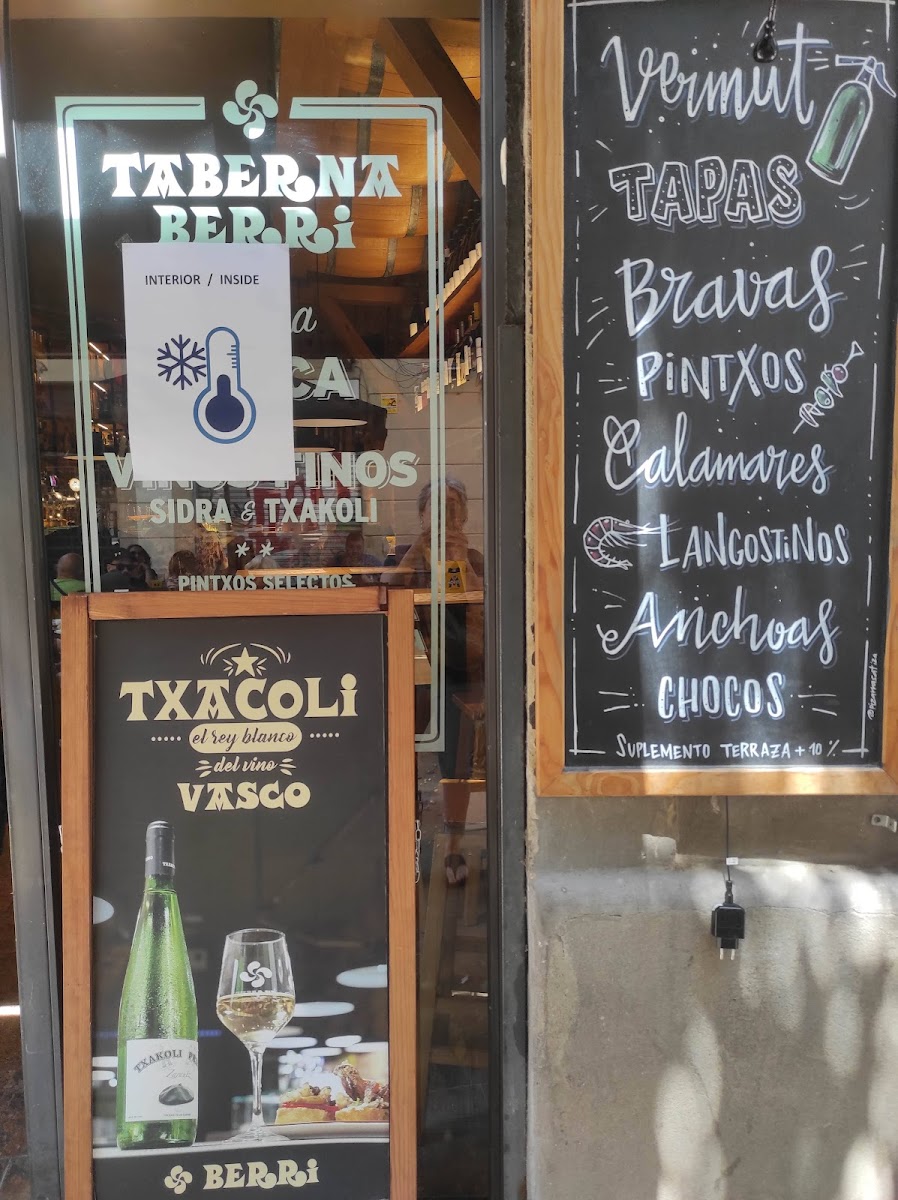 TABERNA
BERRi
INTERIOR / INSIDE
a
CA
FINOS
SIDRA & TXAKOLI
PINTXOS SELECTOS
TXACOLi
el rey blanco
del vino
VASCO
TXAKOLI
BERRi
Vermut
TAPAS
Bravas
PiNTXOS
Calamares
LANGOSTiNOS
Anchoas
CHOCOS
SUPLEMENTO TERRAZA + 10 %